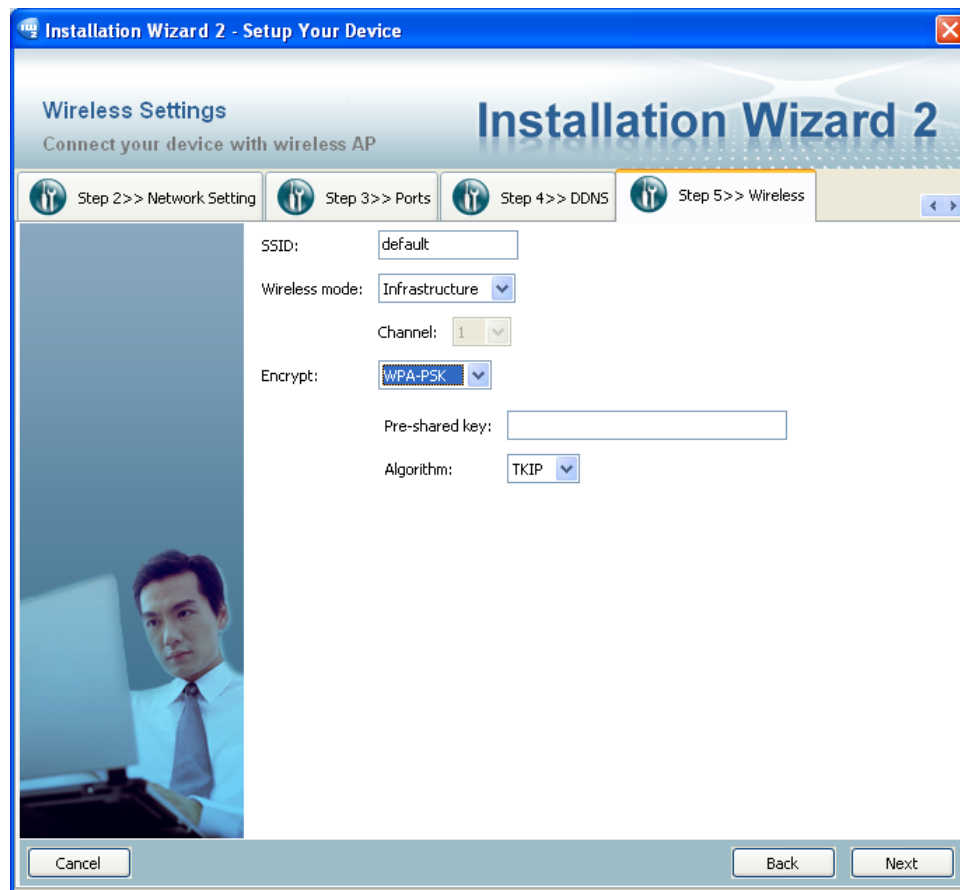 Installation Wizard 2 - Setup Your Device
Wireless Settings
Installation Wizard 2
Connect your device with wireless AP
Step 2>> Network Setting
Step 3>> Ports
Step 4>> DDNS
Step 5>> Wireless
SSID:
default
Wireless mode:
Infrastructure
Channel:
1
Encrypt:
WPA-PSK
Pre-shared key:
Algorithm:
TKIP
Cancel
Back
Next